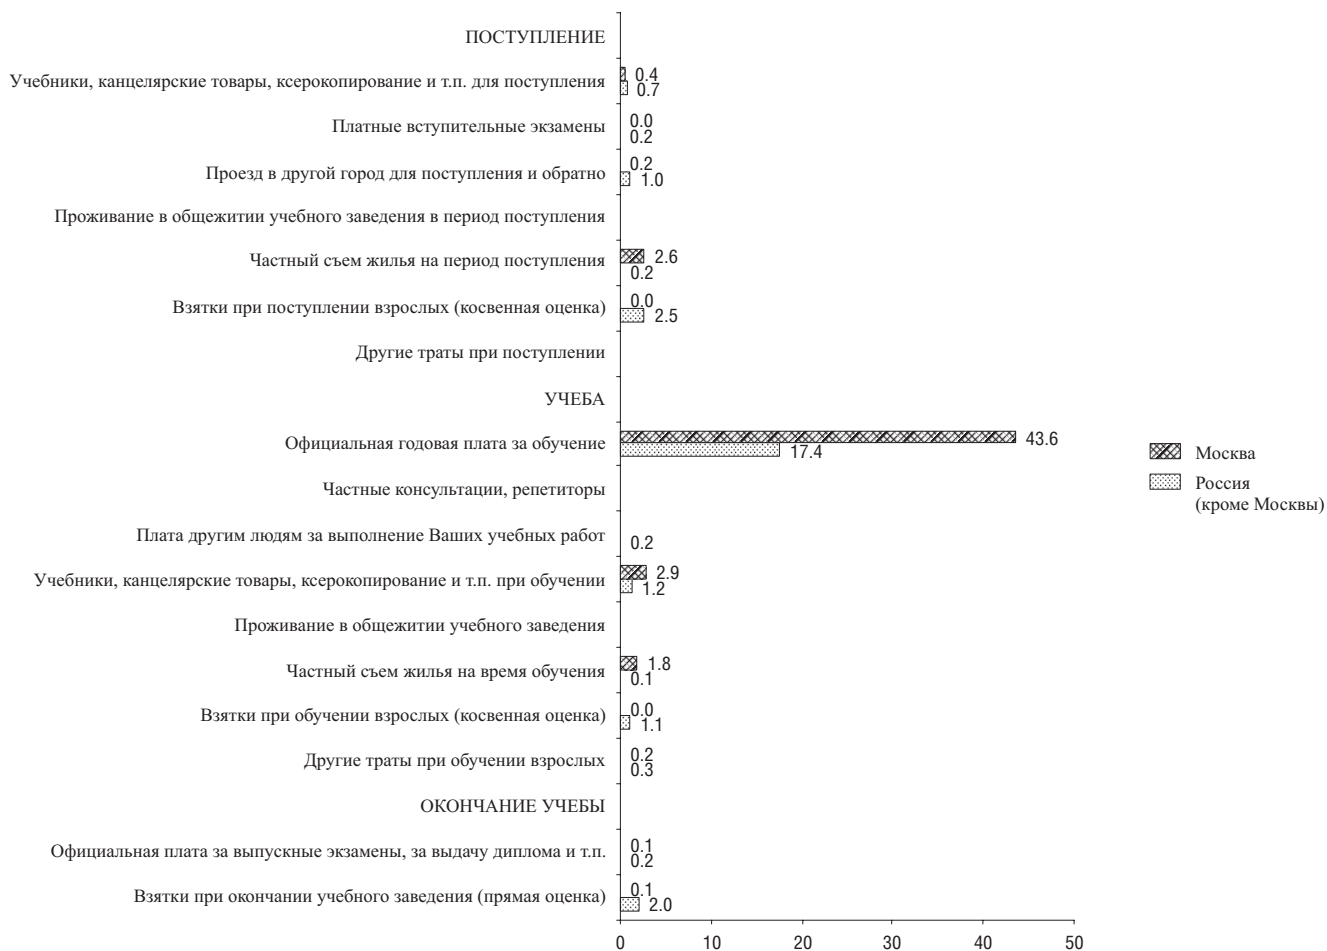 ПОСТУПЛЕНИЕ
Учебники, канцелярские товары, ксерокопирование и т.п. для поступления
0.4
0.7
Платные вступительные экзамены
0.0
0.2
Проезд в другой город для поступления и обратно
0.2
1.0
Проживание в общежитии учебного заведения в период поступления
Частный съем жилья на период поступления
2.6
0.2
Взятки при поступлении взрослых (косвенная оценка)
0.0
2.5
Другие траты при поступлении
УЧЕБА
Официальная годовая плата за обучение
43.6
17.4
Частные консультации, репетиторы
Плата другим людям за выполнение Ваших учебных работ
0.2
Учебники, канцелярские товары, ксерокопирование и т.п. при обучении
2.9
1.2
Проживание в общежитии учебного заведения
Частный съем жилья на время обучения
1.8
0.1
Взятки при обучении взрослых (косвенная оценка)
0.0
1.1
Другие траты при обучении взрослых
0.2
0.3
ОКОНЧАНИЕ УЧЕБЫ
Официальная плата за выпускные экзамены, за выдачу диплома и т.п.
0.1
0.2
Взятки при окончании учебного заведения (прямая оценка)
0.1
2.0
0 10 20 30 40 50
Москва
Россия
(кроме Москвы)